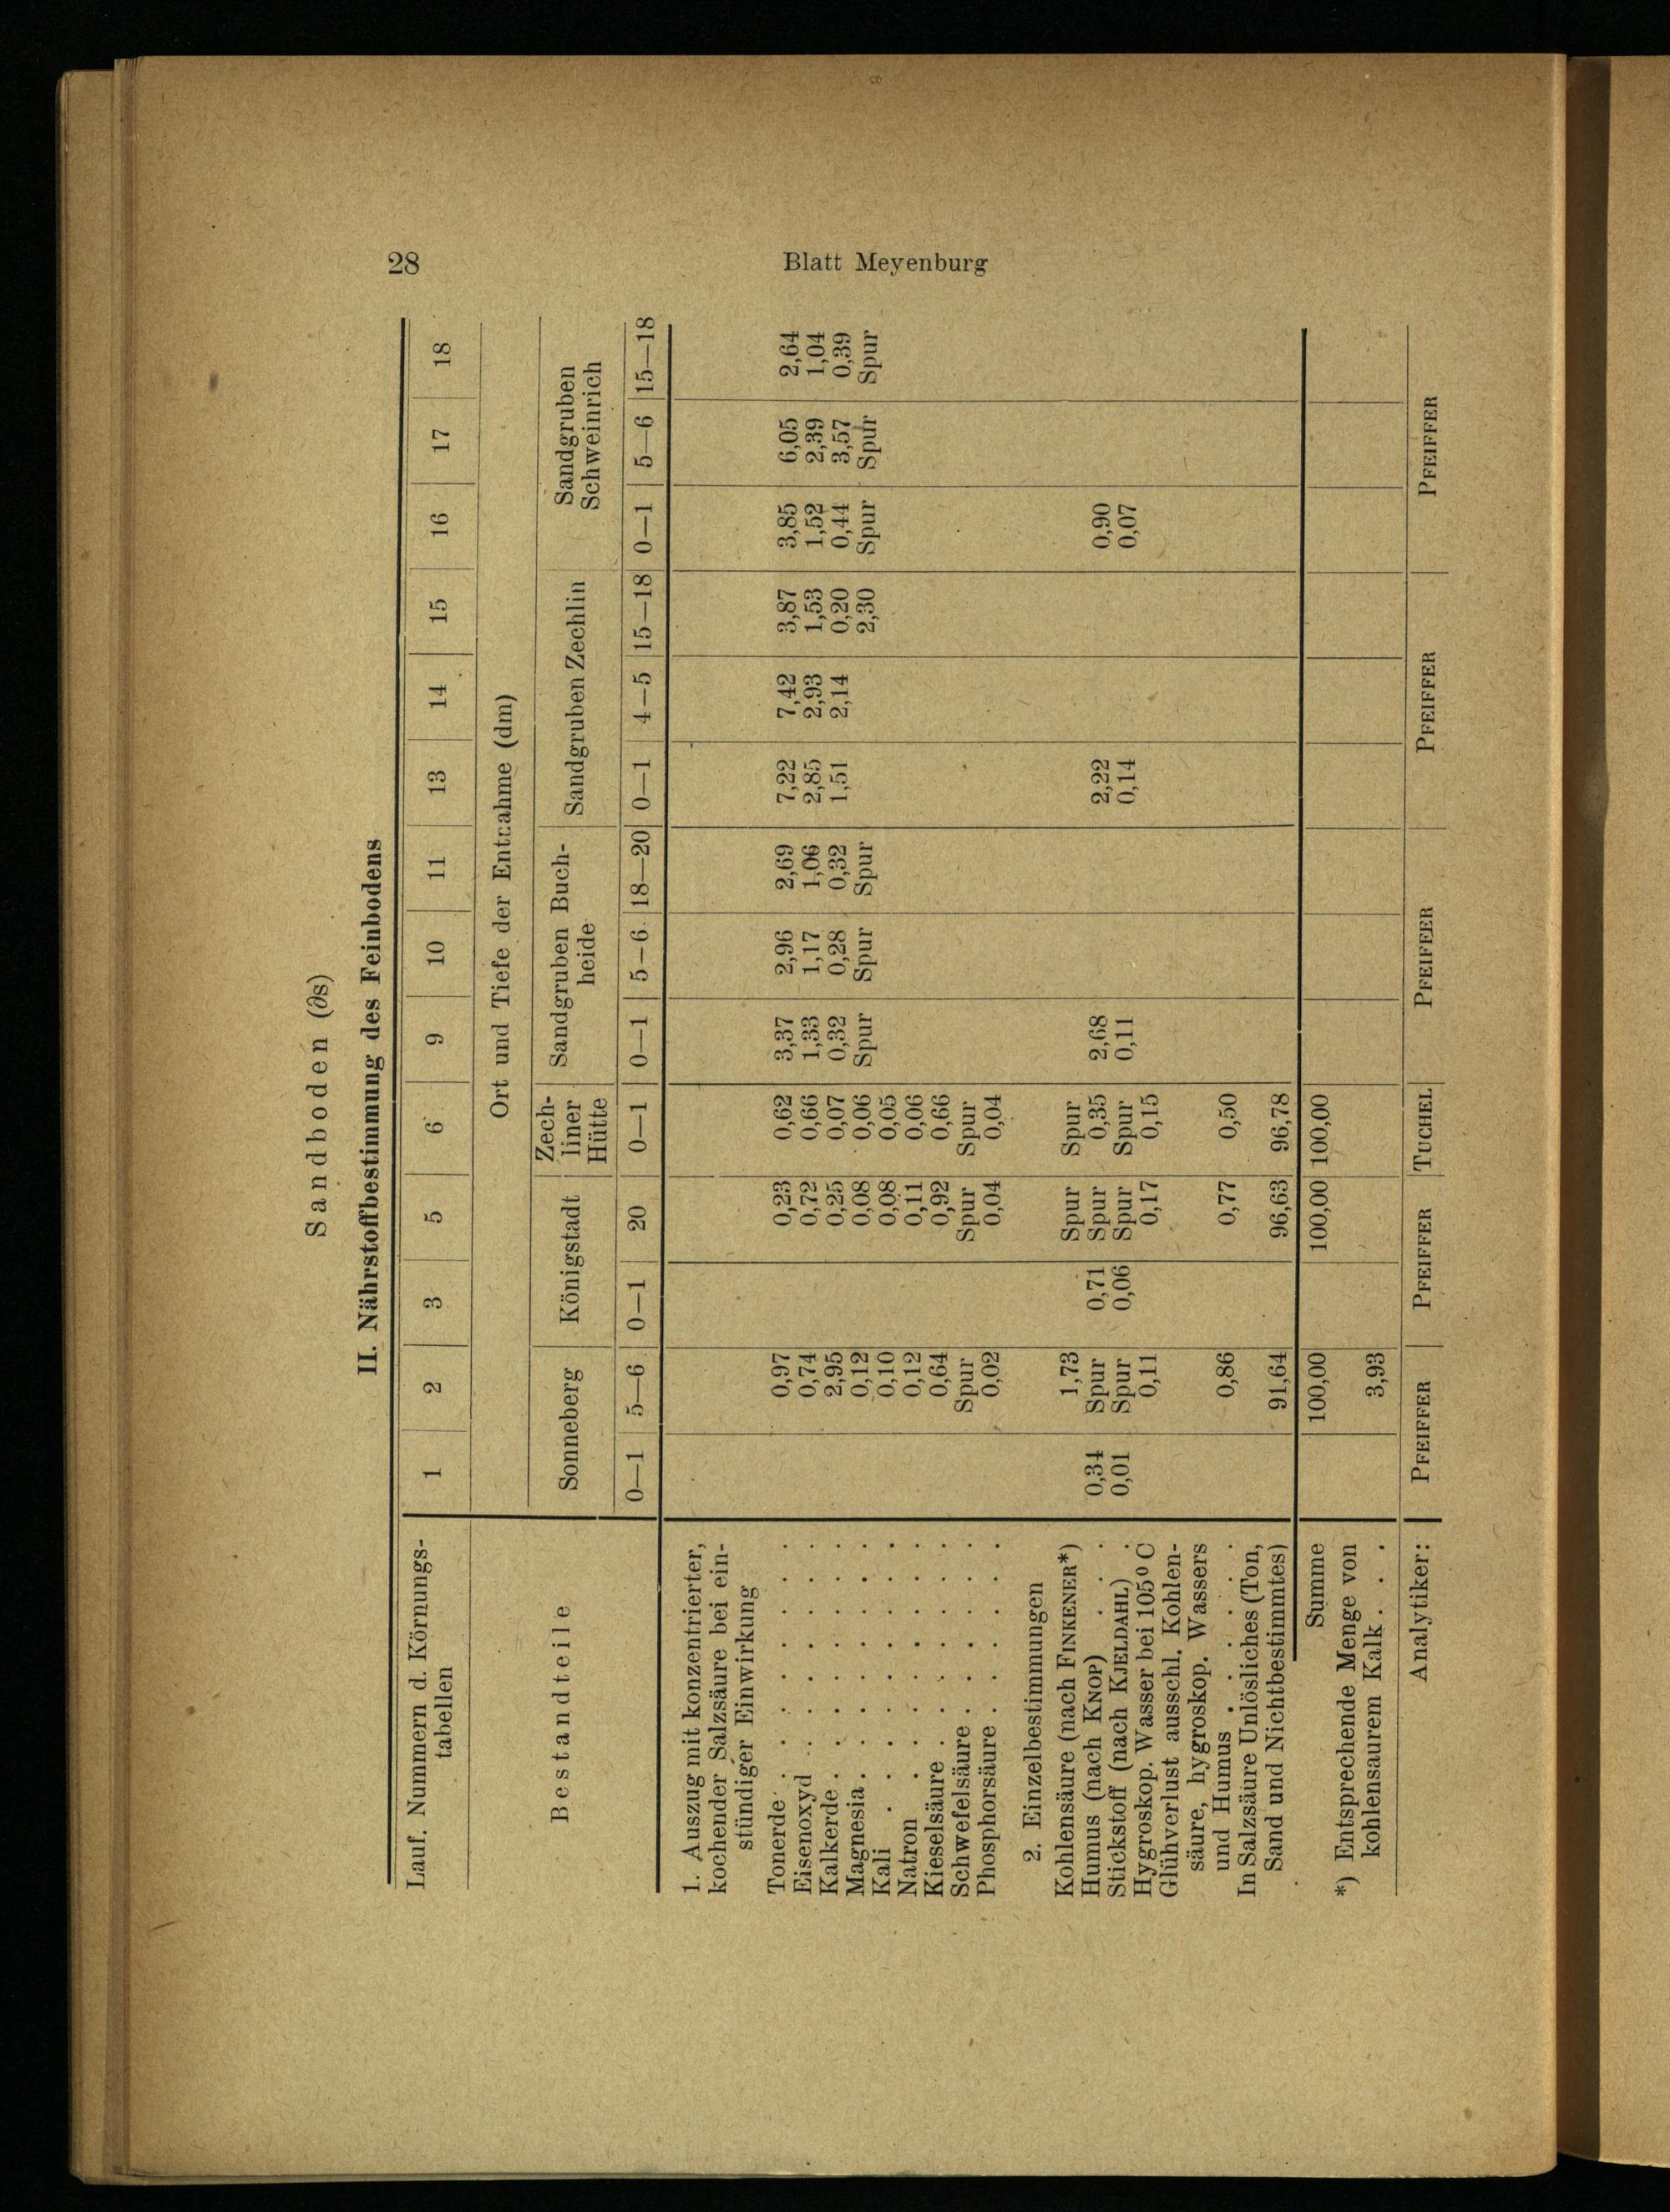 28 Blatt Meyenburg
Sandboden (∂s)
II. Nährstoffbestimmung des Feinbodens
Lauf. Nummern d. Körnungs-
tabellen
1 2 3 5 6 9 10 11 13 14 15 16 17 18
Ort und Tiefe der Entnahme (dm)
Bestandteile
Sonneberg Königstadt Zech-
liner
Hütte Sandgruben Buch-
heide Sandgruben Zechlin Sandgruben
Schweinrich
0—1 5—6 0—1 20 0—1 0—1 5—6 18—20 0—1 4—5 15—18 0—1 5—6 15—18
1. Auszug mit konzentrierter,
kochender Salzsäure bei ein-
stündiger Einwirkung
Tonerde . . . . . . . 0,97 0,23 0,62 3,37 2,96 2,69 7,22 7,42 3,87 3,85 6,05 2,64
Eisenoxyd . . . . . . . 0,74 0,72 0,66 1,33 1,17 1,06 2,85 2,93 1,53 1,52 2,39 1,04
Kalkerde . . . . . . . 2,95 0,25 0,07 0,32 0,28 0,32 1,51 2,14 0,20 0,44 3,57 0,39
Magnesia . . . . . . . 0,12 0,08 0,06 Spur Spur Spur 2,30 Spur Spur Spur
Kali . . . . . . . 0,10 0,08 0,05
Natron . . . . . . . 0,12 0,11 0,06
Kieselsäure . . . . . . . 0,64 0,92 0,66
Schwefelsäure . . . . . . Spur Spur Spur
Phosphorsäure . . . . . . 0,02 0,04 0,04
2. Einzelbestimmungen
Kohlensäure (nach FINKENER*) 1,73 Spur Spur
Humus (nach KNOP) . . . 0,34 Spur 0,71 Spur 0,35 2,68 2,22 0,90
Stickstoff (nach KJELDAHL) . 0,01 Spur 0,06 Spur Spur 0,11 0,14 0,07
Hygroskop. Wasser bei 105⁰ C 0,11 0,17 0,15
Glühverlust ausschl. Kohlen-
säure, hygroskop. Wassers
und Humus . . . . . . 0,86 0,77 0,50
In Salzsäure Unlösliches (Ton,
Sand und Nichtbestimmtes) 91,64 96,63 96,78
Summe 100,00 100,00 100,00
*) Entsprechende Menge von
kohlensaurem Kalk . . . 3,93
Analytiker: PFEIFFER PFEIFFER TUCHEL PFEIFEER PFEIFFER PFEIFFER